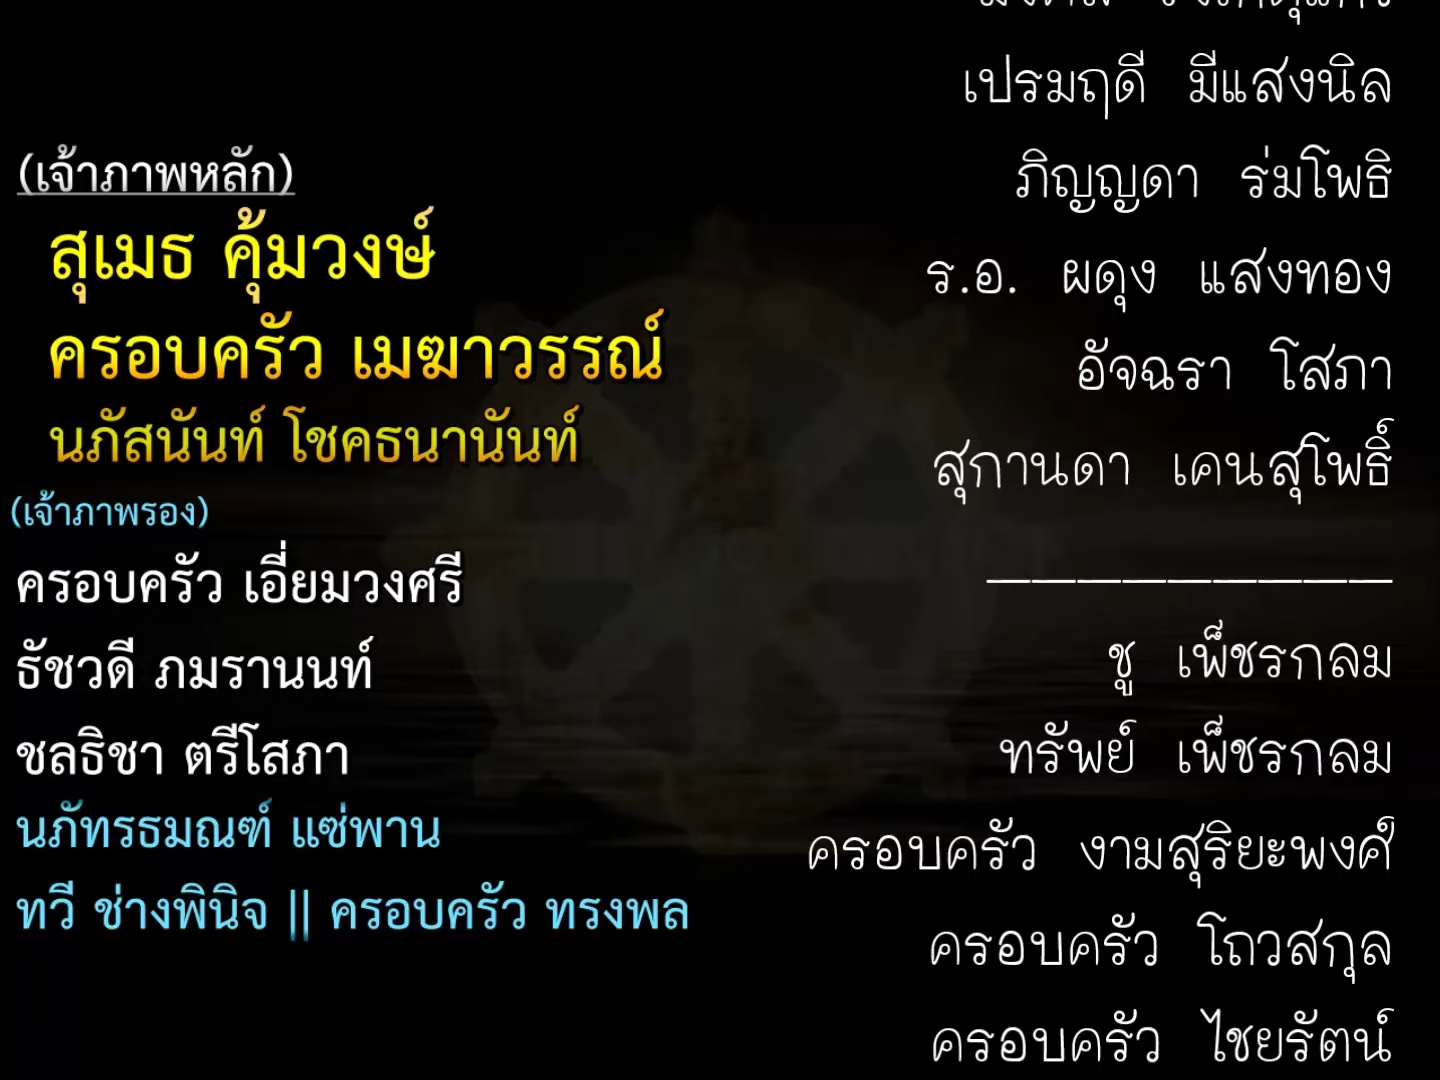 (เจ้าภาพหลัก)
สุเมธ คุ้มวงษ์
ครอบครัว เมฆาวรรณ์
นภัสนันท์ โชคธนานันท์
(เจ้าภาพรอง)
ครอบครัว เอี่ยมวงศรี
ธัชวดี ภมรานนท์
ชลธิชา ตรีโสภา
นภัทรธมณฑ์ แซ่พาน
ทวี ช่างพินิจ || ครอบครัว ทรงพล
เปรมฤดี มีแสงนิล
ภิญญดา ร่มโพธิ
ร.อ. ผดุง แสงทอง
อัจฉรา โสภา
สุกานดา เคนสุโพธิ์
ชู เพ็ชรกลม
ทรัพย์ เพ็ชรกลม
ครอบครัว งามสุริยะพงศ์
ครอบครัว โถวสกุล
ครอบครัว ไชยรัตน์